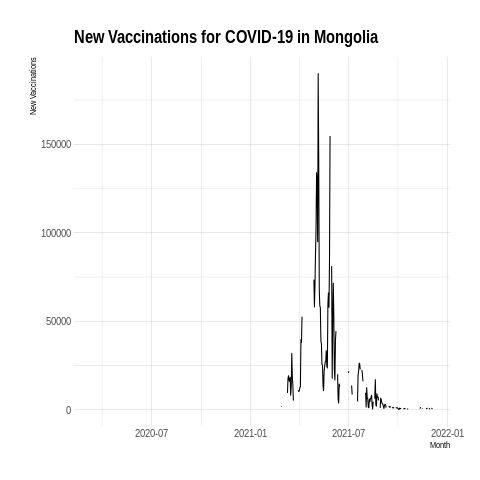 New Vaccinations for COVID-19 in Mongolia
New Vaccinations
150000
100000
50000
0
2020-07
2021-01
2021-07
2022-01
Month